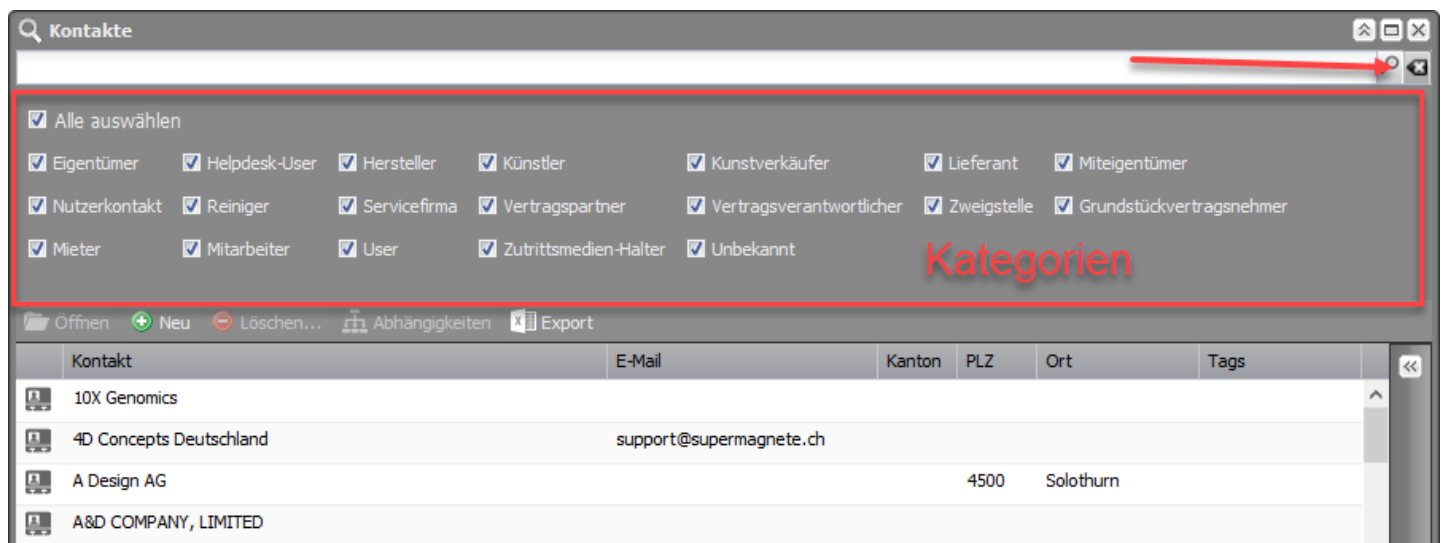 Kontakte
Alle auswählen
Eigentümer Helpdesk-User Hersteller Künstler Kunstverkäufer Lieferant Miteigentümer
Nutzerkontakt Reiniger Servicefirma Vertragspartner Vertragsverantwortlicher Zweigstelle Grundstückvertragsnehmer
Mieter Mitarbeiter User Zutrittsmedien-Halter Unbekannt
Kategorien
Öffnen Neu Löschen... Abhängigkeiten Export
Kontakt E-Mail Kanton PLZ Ort Tags
10X Genomics
4D Concepts Deutschland support@supermagnete.ch
A Design AG 4500 Solothurn
A&D COMPANY, LIMITED